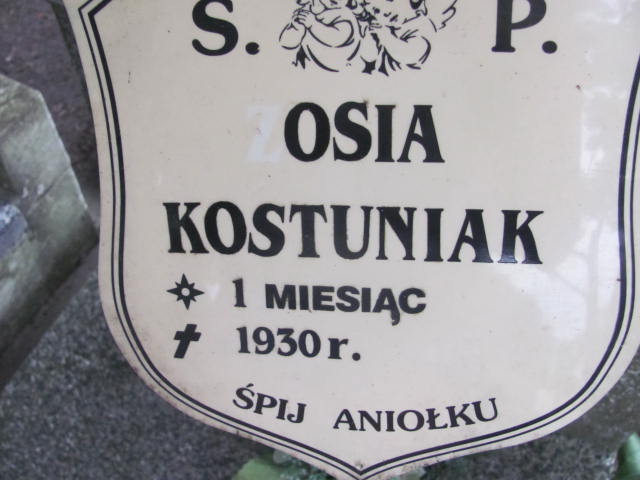 Ś. P.
ZOSIA
KOSTUNIAK
1 MIESIĄC
1930 r.
ŚPIJ ANIOŁKU